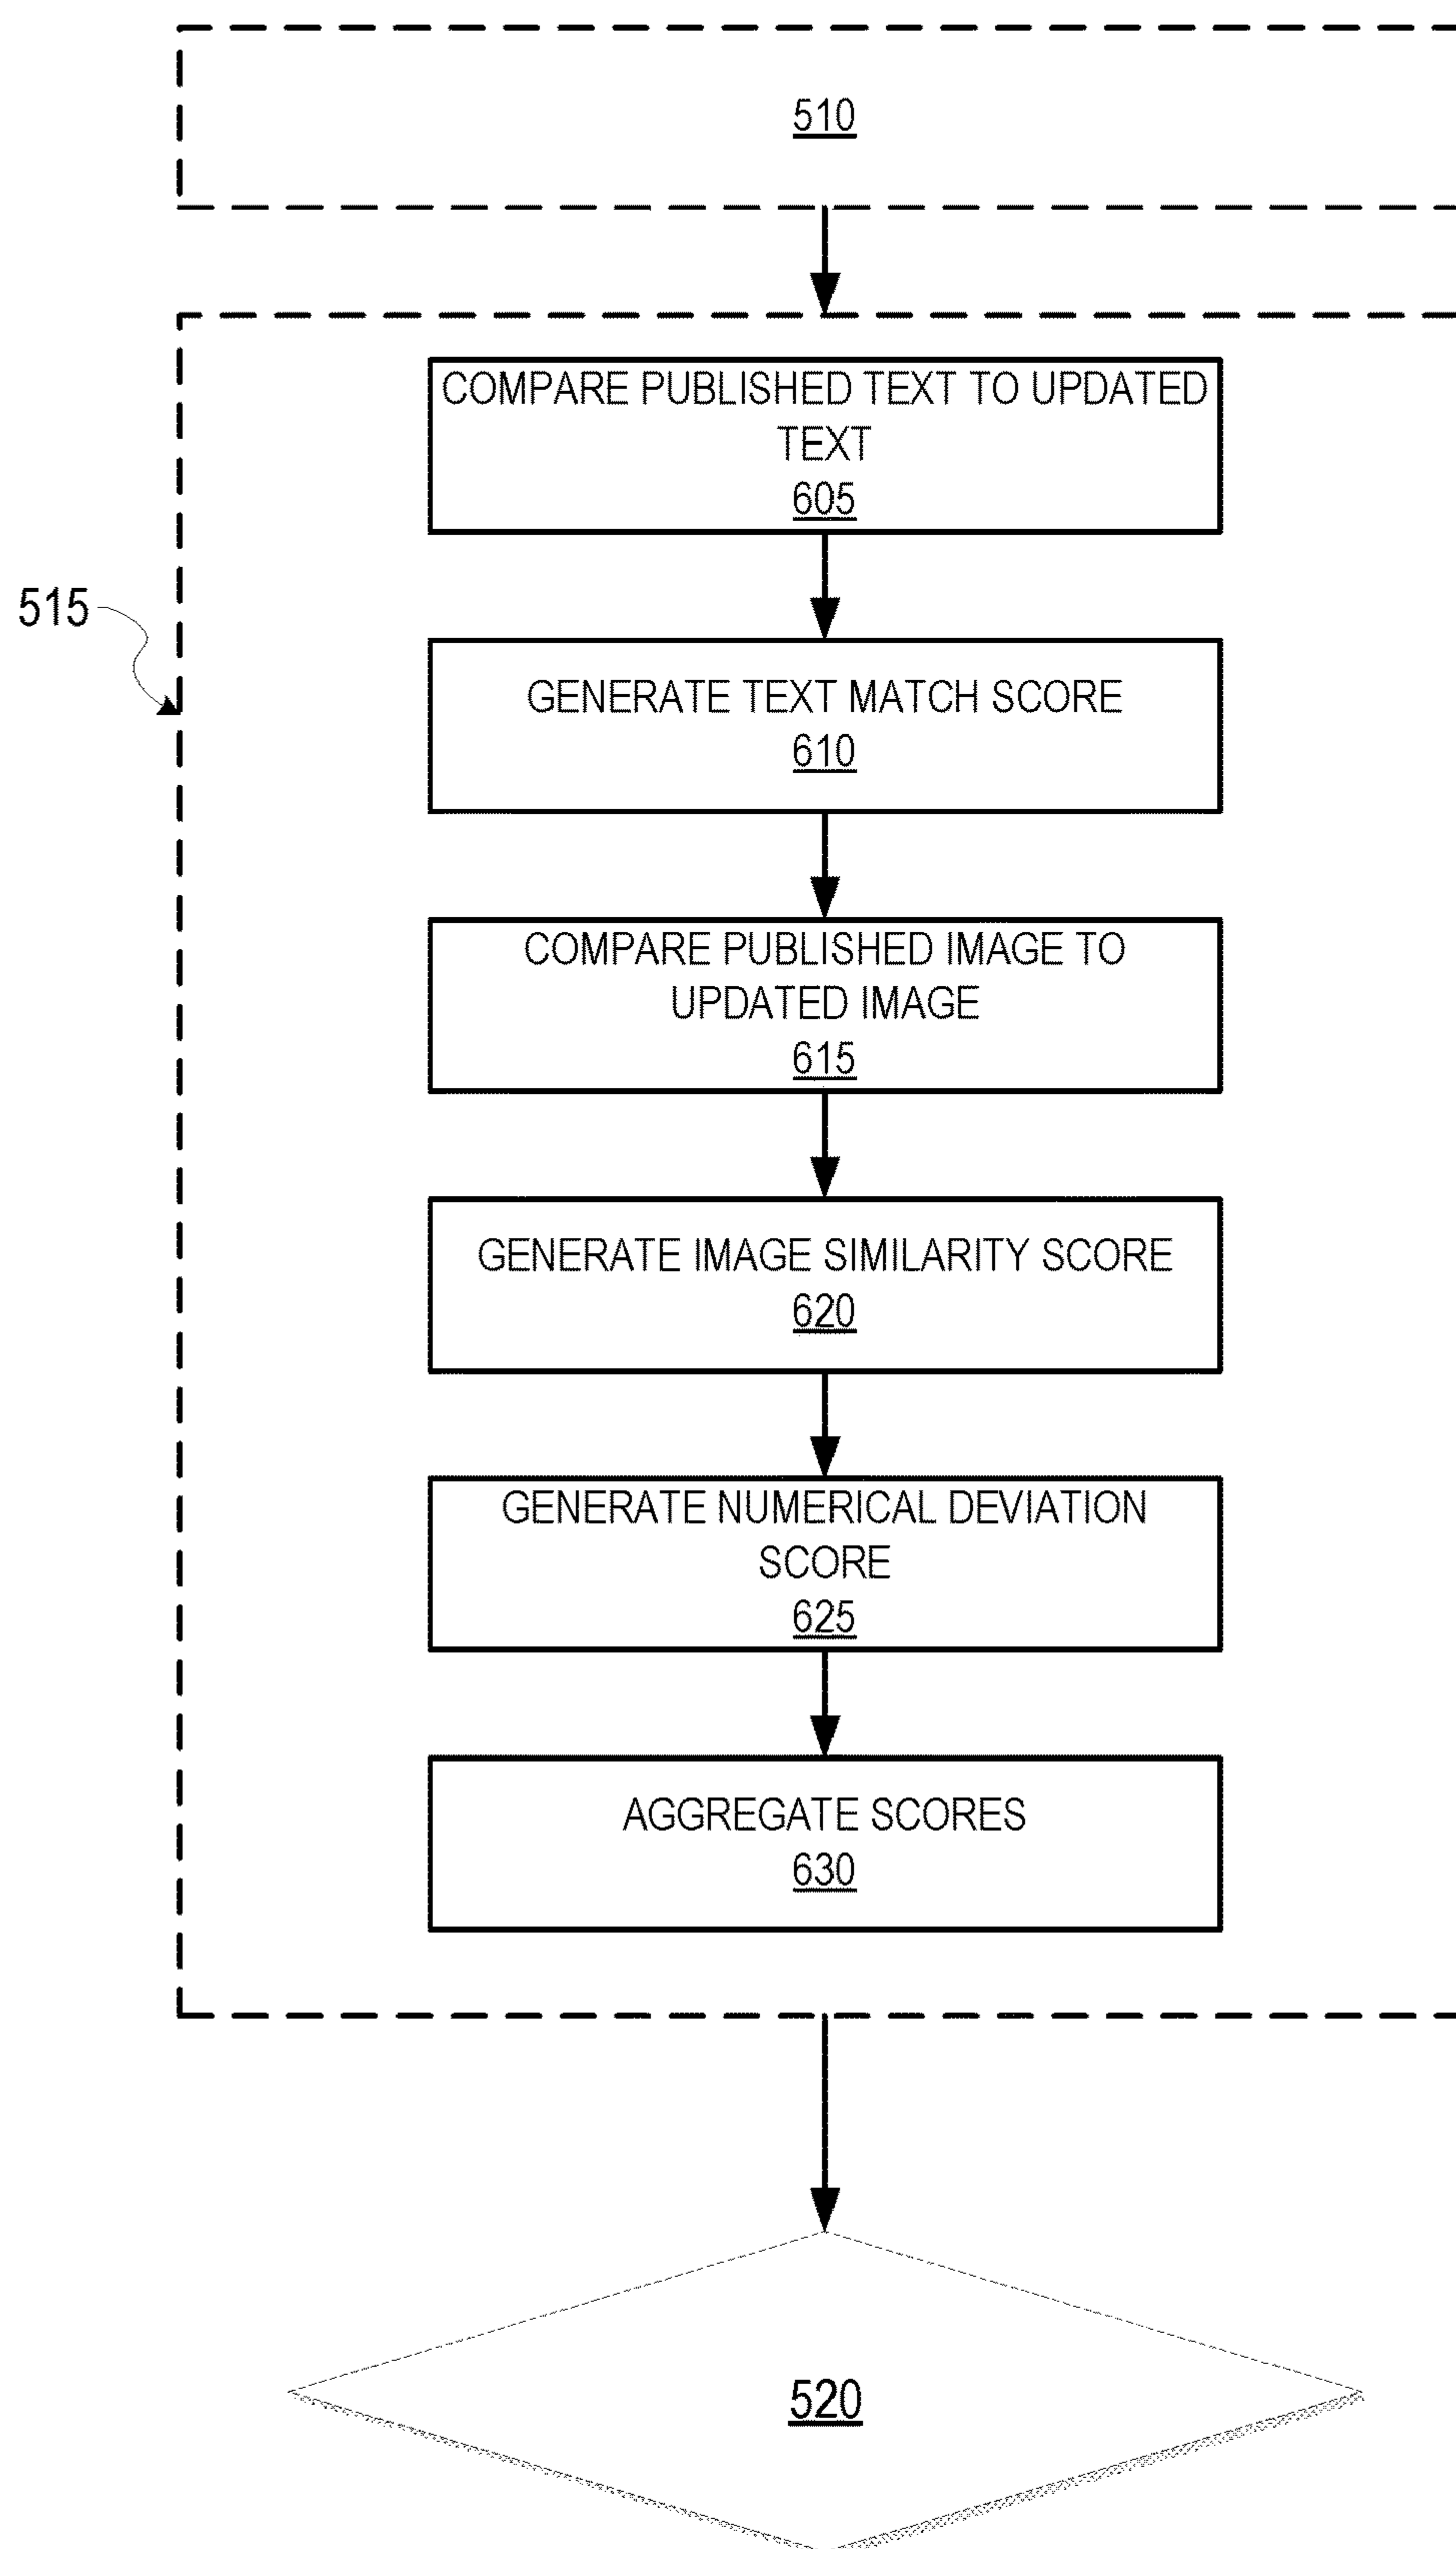 510
COMPARE PUBLISHED TEXT TO UPDATED
TEXT
605
515
GENERATE TEXT MATCH SCORE
610
COMPARE PUBLISHED IMAGE TO
UPDATED IMAGE
615
GENERATE IMAGE SIMILARITY SCORE
620
GENERATE NUMERICAL DEVIATION
SCORE
625
AGGREGATE SCORES
630
520